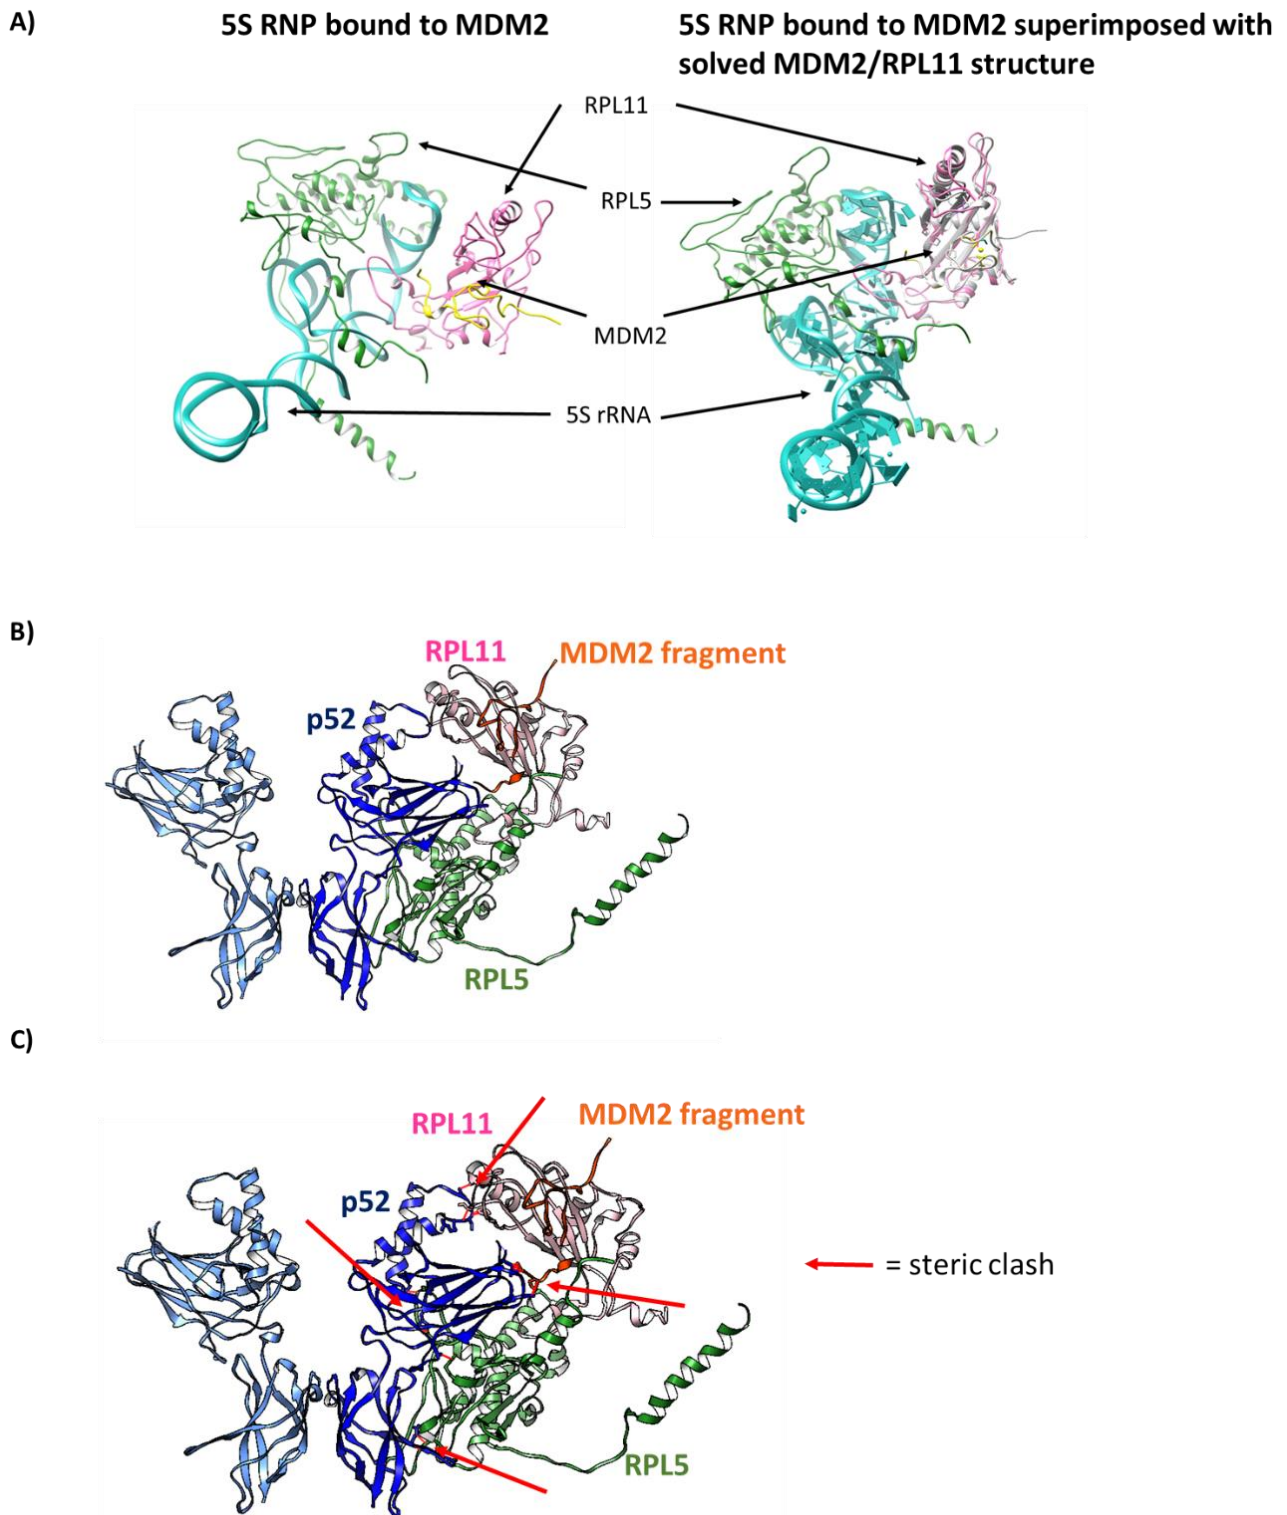 A)
5S RNP bound to MDM2
5S RNP bound to MDM2 superimposed with
solved MDM2/RPL11 structure
RPL11
RPL5
MDM2
5S rRNA
B)
RPL11
MDM2 fragment
p52
RPL5
C)
RPL11
MDM2 fragment
p52
= steric clash
RPL5